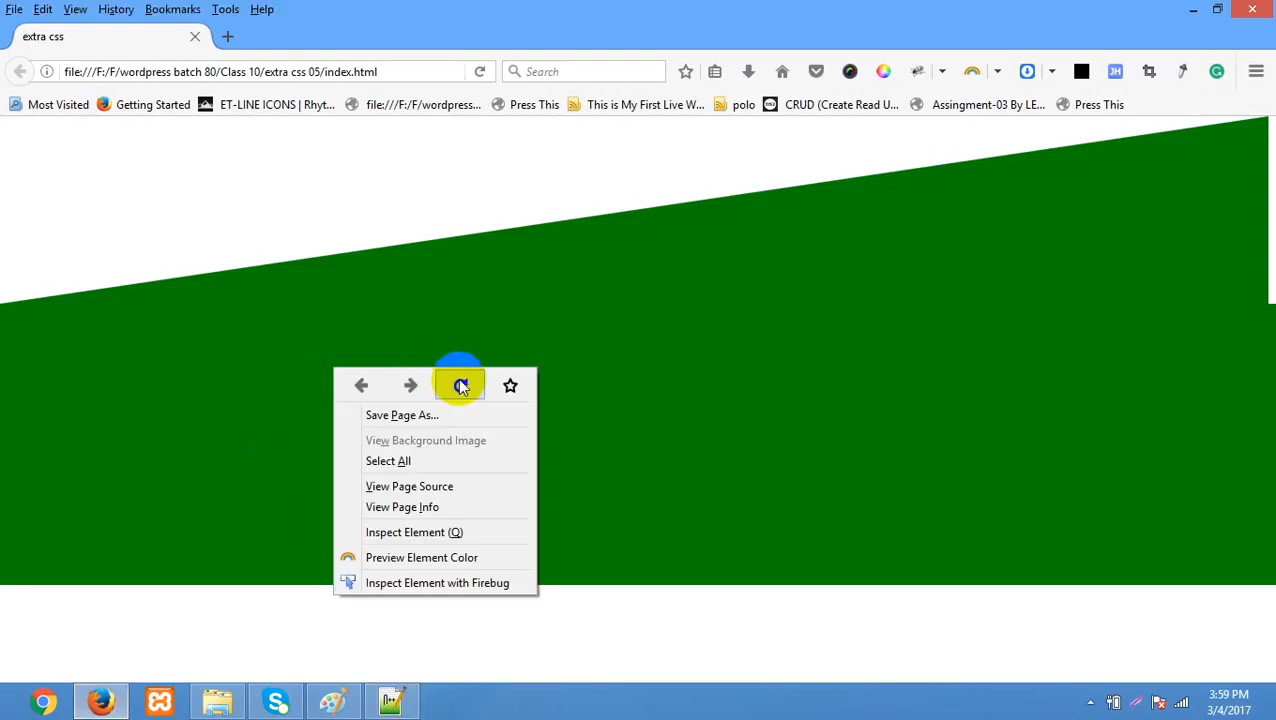 File Edit View History Bookmarks Tools Help
extra css
file:///F:/F/wordpress batch 80/Class 10/extra css 05/index.html Search
Most Visited Getting Started ET-LINE ICONS | Rhyt... file:///F:/F/wordpress... Press This This is My First Live W... polo CRUD (Create Read U... Assingment-03 By LE... Press This
Save Page As...
View Background Image
Select All
View Page Source
View Page Info
Inspect Element (Q)
Preview Element Color
Inspect Element with Firebug
3:59 PM
3/4/2017